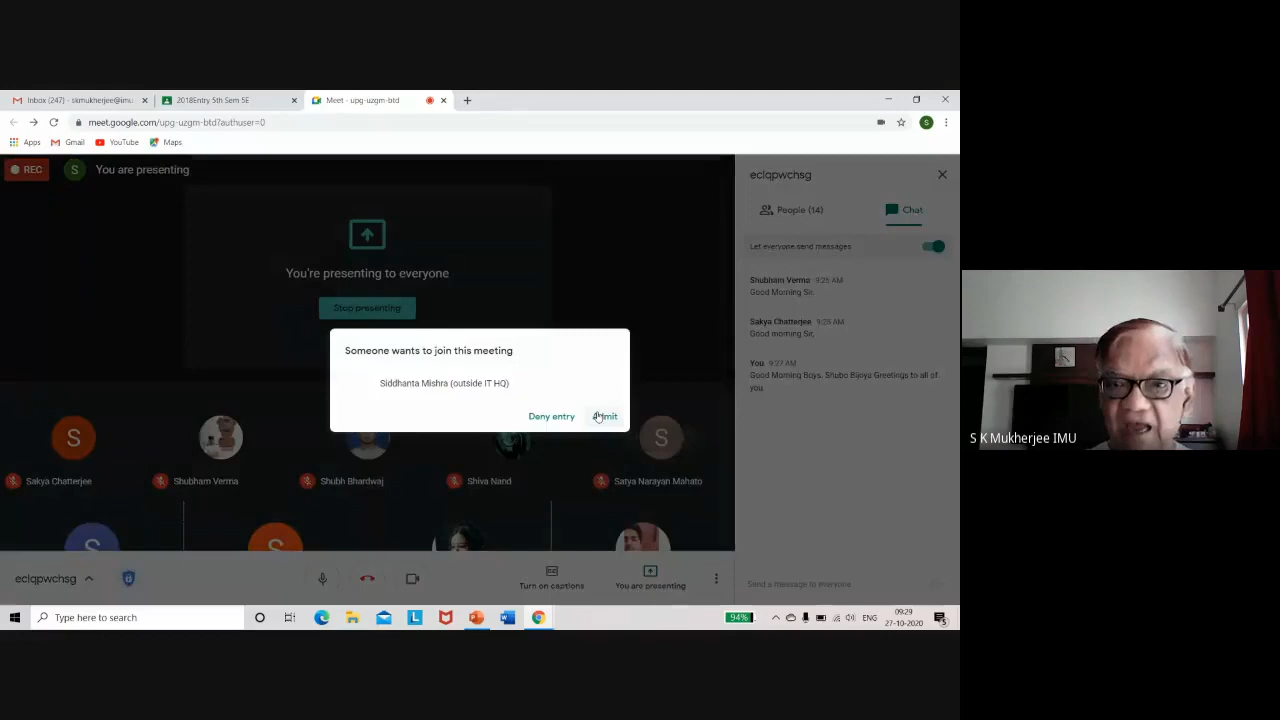 Inbox (247) - skmukherjee@imu.
2018Entry 5th Sem 5E
Meet - upg-uzgm-btd
meet.google.com/upg-uzgm-btd?authuser=0
S
Apps
Gmail
YouTube
Maps
REC
S
You are presenting
eclqpwchsg
People (14)
Chat
Let everyone send messages
You're presenting to everyone
Stop presenting
Shubham Verma 9:25 AM
Good Morning Sir.
Sakya Chatterjee 9:25 AM
Good morning Sir,
You 9:27 AM
Good Morning Boys. Shubo Bijoya Greetings to all of
you.
Someone wants to join this meeting
Siddhanta Mishra (outside IT HQ)
Deny entry
S
S
Sakya Chatterjee
Shubham Verma
Shubh Bhardwaj
Shiva Nand
Satya Narayan Mahato
S K Mukherjee IMU
eclqpwchsg
Turn on captions
You are presenting
Send a message to everyone
Type here to search
94%
ENG
09:29
27-10-2020